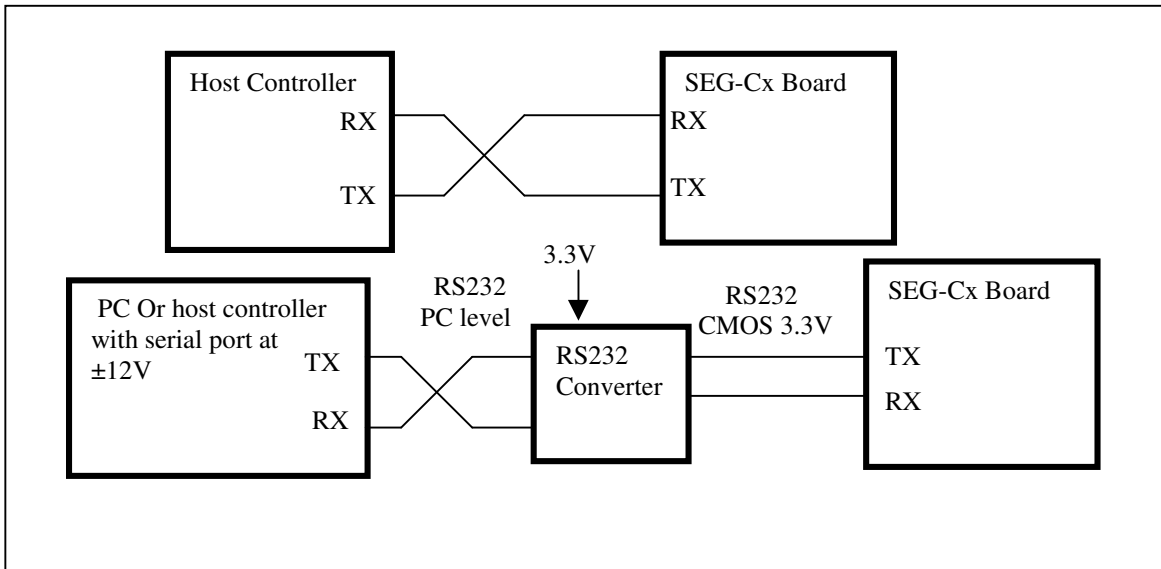 Host Controller
RX
TX
SEG-Cx Board
RX
TX
3.3V
PC Or host controller
with serial port at
±12V
TX
RX
RS232
PC level
RS232
Converter
RS232
CMOS 3.3V
SEG-Cx Board
TX
RX